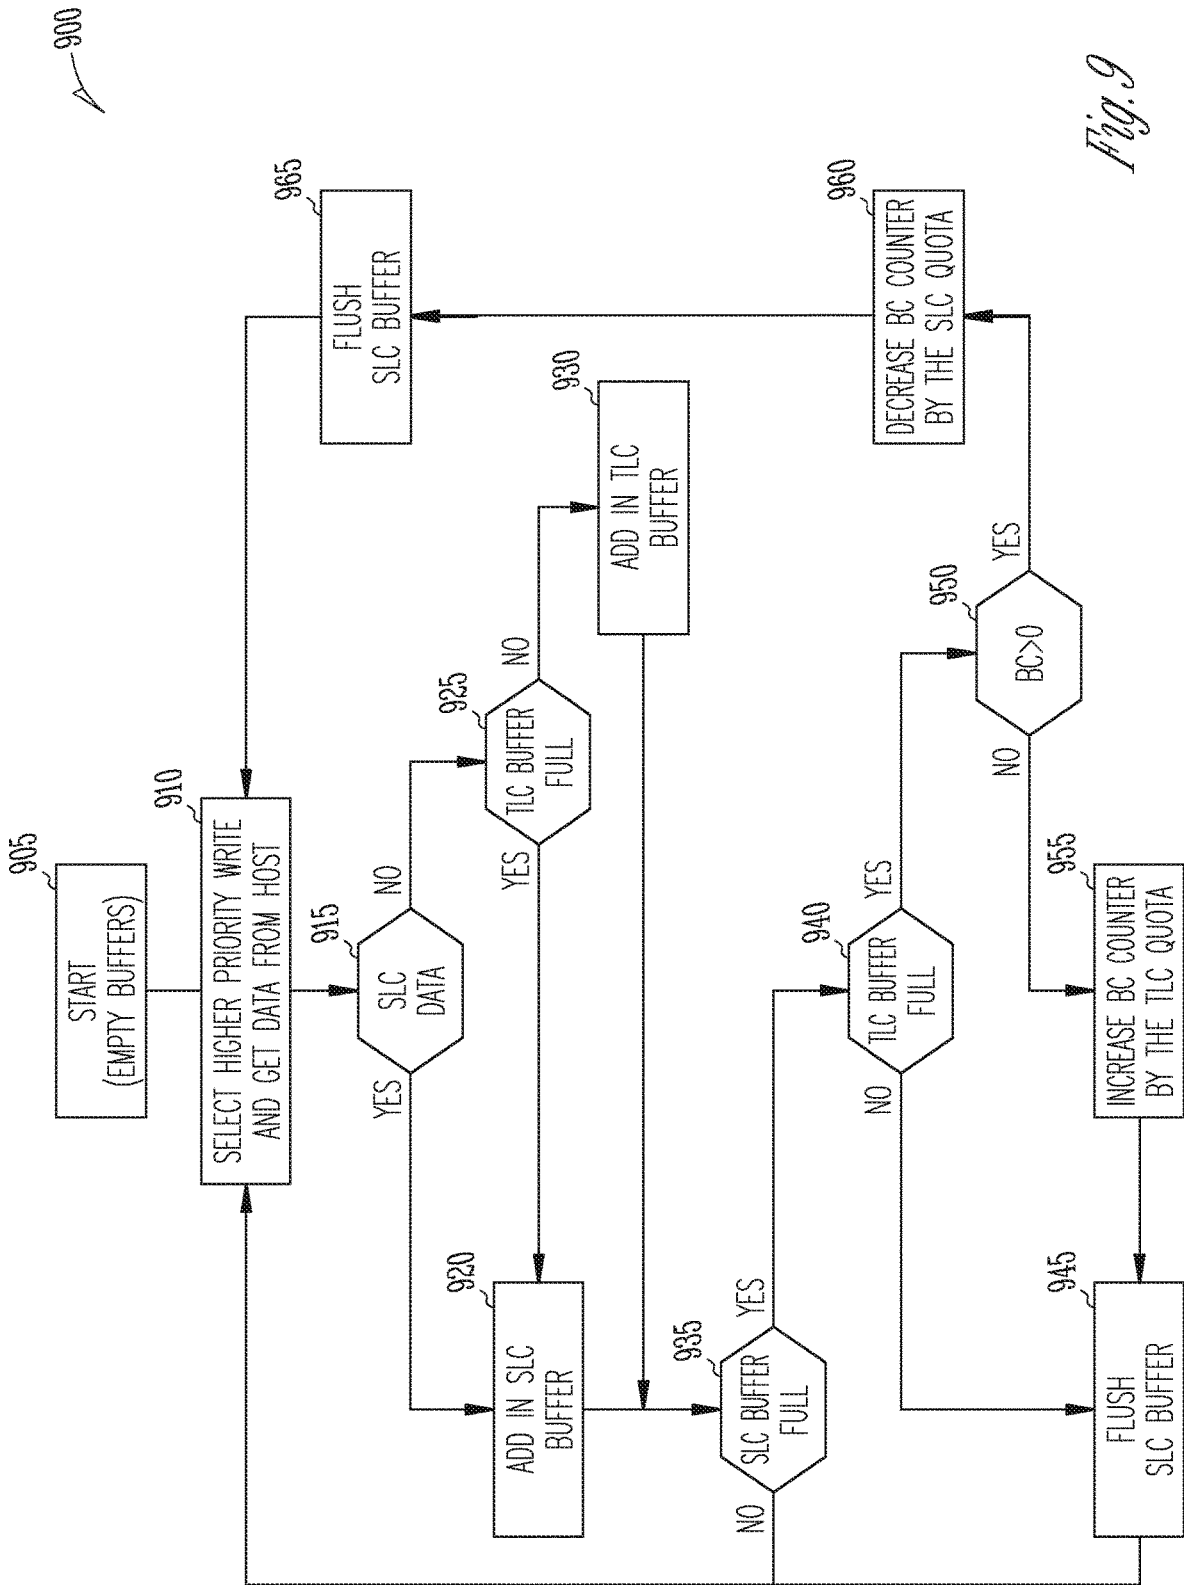 900
905
START
(EMPTY BUFFERS)
910
SELECT HIGHER PRIORITY WRITE
AND GET DATA FROM HOST
915
SLC
DATA
YES
NO
920
ADD IN SLC
BUFFER
925
TLC BUFFER
FULL
YES
NO
930
ADD IN TLC
BUFFER
935
SLC BUFFER
FULL
NO
YES
940
TLC BUFFER
FULL
NO
YES
945
FLUSH
SLC BUFFER
950
BC>0
NO
YES
955
INCREASE BC COUNTER
BY THE TLC QUOTA
960
DECREASE BC COUNTER
BY THE SLC QUOTA
965
FLUSH
SLC BUFFER
Fig. 9